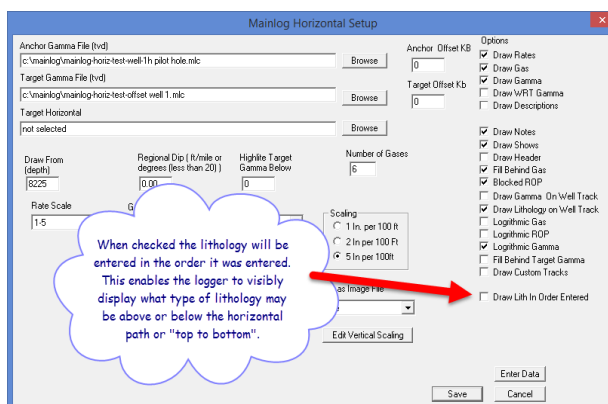 Mainlog Horizontal Setup
Anchor Gamma File (tvd)
c:\mainlog\mainlog-horiz-test-well-1h pilot hole.mlc
Browse
Anchor Offset KB
0
Target Gamma File (tvd)
c:\mainlog\mainlog-horiz-test-offset well 1.mlc
Browse
Target Offset Kb
0
Target Horizontal
not selected
Browse
Draw From
(depth)
8225
Regional Dip ( ft/mile or
degrees (less than 20) )
0.00
Highlite Target
Gamma Below
0
Number of Gases
6
Rate Scale
1-5
G
Scaling
1 In. per 100 ft
2 In per 100 Ft
5 In per 100ft
as Image File
Edit Vertical Scaling
When checked the lithology will be
entered in the order it was entered.
This enables the logger to visibly
display what type of lithology may
be above or below the horizontal
path or "top to bottom".
Options
Draw Rates
Draw Gas
Draw Gamma
Draw WRT Gamma
Draw Descriptions
Draw Notes
Draw Shows
Draw Header
Fill Behind Gas
Blocked ROP
Draw Gamma On Well Track
Draw Lithology on Well Track
Logrithmic Gas
Logrithmic ROP
Logrithmic Gamma
Fill Behind Target Gamma
Draw Custom Tracks
Draw Lith In Order Entered
Enter Data
Save
Cancel